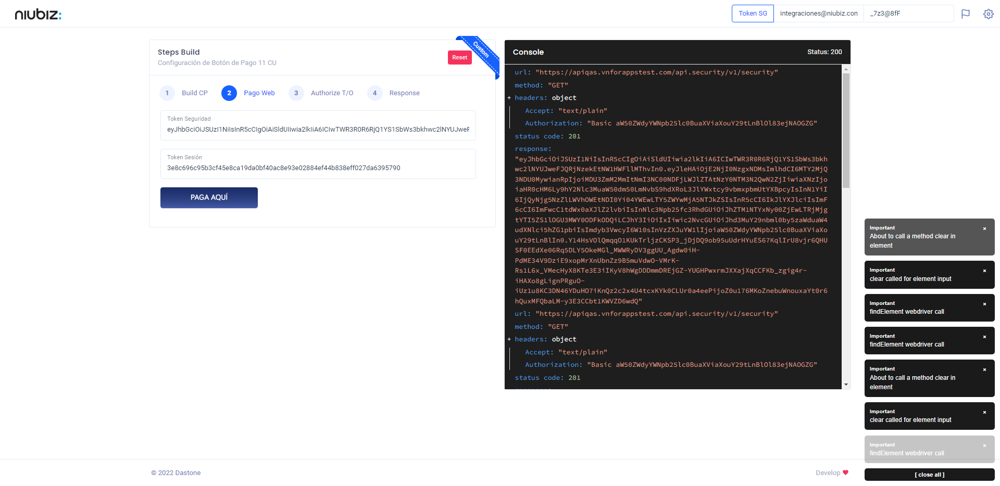 niubiz:
Token SG
integraciones@niubiz.con
_7z3@8fF
Steps Build
Configuración de Botón de Pago 11 CU
Reset
Custom
1 Build CP
2 Pago Web
3 Authorize T/O
4 Response
Token Seguridad
eyJhbGciOiJSUzI1NiIsInR5cCIgOiAiSldUIiwia2lkIiA6ICIwTWR3R0R6RjQ1YS1SbWs3bkhwc2lNYUJweF
Token Sesión
3e8c696c95b3cf45e8ca19da0bf40ac8e93e02884ef44b838eff027da6395790
PAGA AQUÍ
Console
Status: 200
url: "https://apiqas.vnforappstest.com/api.security/v1/security"
method: "GET"
+ headers: object
Accept: "text/plain"
Authorization: "Basic aW50ZWdyYWNpb25lc0BuaXViaXouY29tLnBlOl83ejNAOGZG"
status code: 201
response:
"eyJhbGciOiJSUzI1NiIsInR5cCIgOiAiSldUIiwia2lkIiA6ICIwTWR3R0R6RjQ1YS1SbWs3bkh
wc2lNYUJweFJQRjNzekEtNW1HWFllMThvIn0.eyJleHAiOjE2NjI0NzgxNDMsImlhdCI6MTY2MjQ
3NDU0MywianRpIjoiMDU3ZmM2MmItNmI3NC00NDFjLWJlZTAtNzY0NTM3N2QwN2ZjIiwiaXNzIjo
iaHR0cHM6Ly9hY2Nlc3MuaW50dm50LmNvbS9hdXRoL3JlYWxtcy9vbmxpbmUtYXBpcyIsInN1YiI
6IjQyNjg5NzZlLWVhOWEtNDI0Yi04YWEwLTY5ZWYwMjA5NTJkZSIsInR5cCI6IkJlYXJlciIsImF
6cCI6ImFwcC1tdWx0aXJlZ2lvbiIsInNlc3Npb25fc3RhdGUiOiJhZTM1NTYxNy00ZjEwLTRjMjg
tYTI5ZS1lOGU3MWY0ODFkODQiLCJhY3IiOiIxIiwic2NvcGUiOiJhd3MuY29nbml0by5zaWduaW4
udXNlci5hZG1pbiIsImdyb3VwcyI6W10sInVzZXJuYW1lIjoiaW50ZWdyYWNpb25lc0BuaXViaXo
uY29tLnBlIn0.Y14HsVOlQmqqO1KUkTrljzCKSP3_jDjDQ9ob95uUdrHYuES67KqlIrU8vjr6QHU
SF0EEdXe06Rq5DLY5OkeMGl_MWWRyDV3ggUU_Agdw0iH-
PdME34V9DziE9xopMrXnUbnZz9B5muVdwO-VMrK-
Rs1L6x_VMecHyX8KTe3E3iIKyV8hWgDDDmmDREjGZ-YUGHPwxrmJXXajXqCCFKb_zgig4r-
iHAXo8gLignPRguO-
iUz1u8KC3DN46YDuHO7iKnQz2c2x4U4tcxKYk0CLUr0a4eePijoZ0u176MKoZnebuWnouxaYt0r6
hQuxMFQbaLM-y3E3CCbt1KWVZD6wdQ"
url: "https://apiqas.vnforappstest.com/api.security/v1/security"
method: "GET"
+ headers: object
Accept: "text/plain"
Authorization: "Basic aW50ZWdyYWNpb25lc0BuaXViaXouY29tLnBlOl83ejNAOGZG"
status code: 201
Important ×
About to call a method clear in
element
Important ×
clear called for element input
Important ×
findElement webdriver call
Important ×
findElement webdriver call
Important ×
About to call a method clear in
element
Important ×
clear called for element input
Important ×
findElement webdriver call
[ close all ]
© 2022 Dastone
Develop ♥